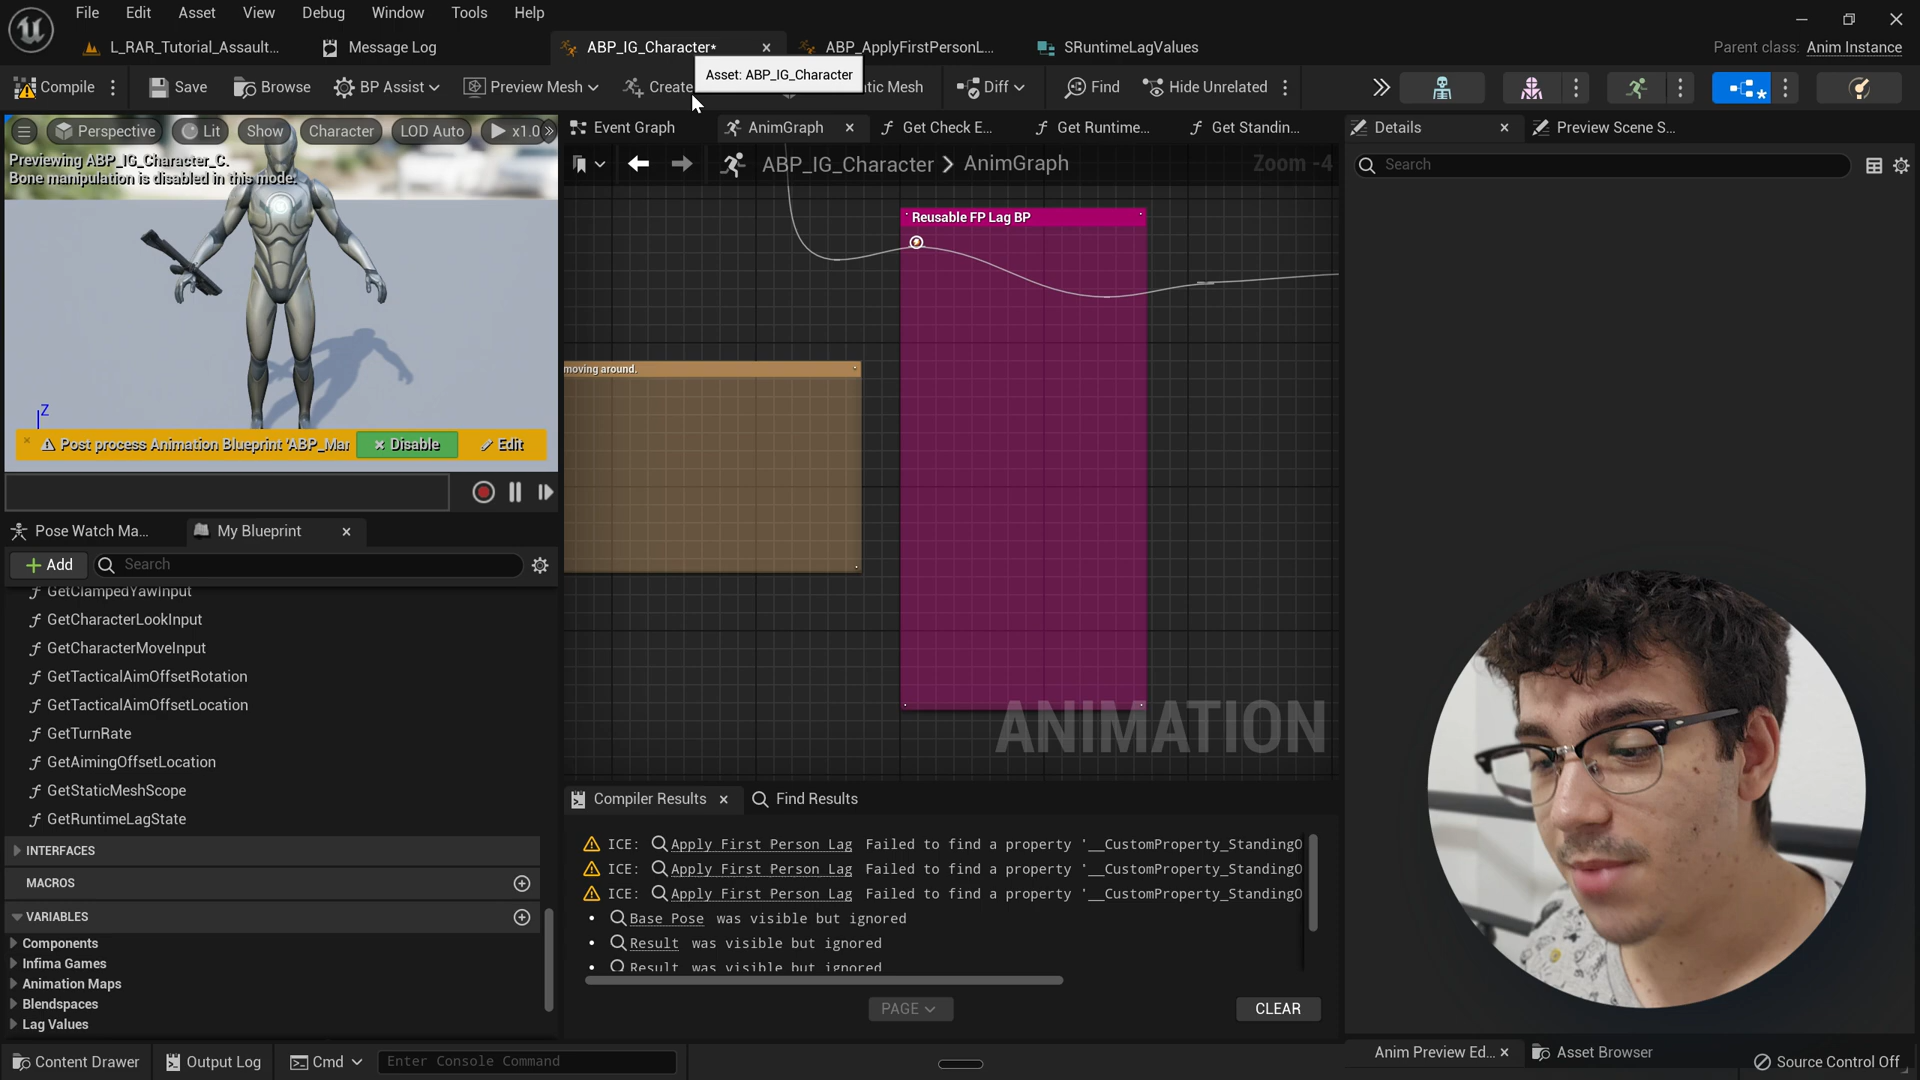 File Edit Asset View Debug Window Tools Help
L_RAR_Tutorial_Assault... Message Log ABP_IG_Character* ABP_ApplyFirstPersonL... SRuntimeLagValues Parent class: Anim Instance
Asset: ABP_IG_Character
Compile Save Browse BP Assist Preview Mesh Create tic Mesh Diff Find Hide Unrelated
Perspective Lit Show Character LOD Auto x1.0
Previewing ABP_IG_Character_C.
Bone manipulation is disabled in this mode.
Z
Post process Animation Blueprint 'ABP_Mar Disable Edit
Event Graph AnimGraph Get Check E... Get Runtime... Get Standin...
ABP_IG_Character > AnimGraph Zoom -4
Reusable FP Lag BP
moving around.
ANIMATION
Details Preview Scene S...
Search
Pose Watch Ma... My Blueprint
Add Search
GetClampedYawInput
GetCharacterLookInput
GetCharacterMoveInput
GetTacticalAimOffsetRotation
GetTacticalAimOffsetLocation
GetTurnRate
GetAimingOffsetLocation
GetStaticMeshScope
GetRuntimeLagState
INTERFACES
MACROS
VARIABLES
Components
Infima Games
Animation Maps
Blendspaces
Lag Values
Compiler Results Find Results
ICE: Apply First Person Lag Failed to find a property '__CustomProperty_StandingO
ICE: Apply First Person Lag Failed to find a property '__CustomProperty_StandingO
ICE: Apply First Person Lag Failed to find a property '__CustomProperty_StandingO
• Base Pose was visible but ignored
• Result was visible but ignored
• Result was visible but ignored
PAGE CLEAR
Anim Preview Ed... Asset Browser
Content Drawer Output Log Cmd Enter Console Command Source Control Off